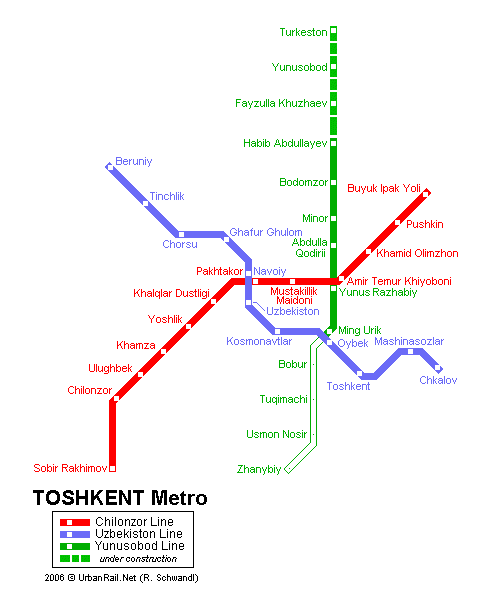 Turkeston
Yunusobod
Fayzulla Khuzhaev
Habib Abdullayev
Beruniy
Bodomzor
Buyuk Ipak Yoli
Tinchlik
Minor
Pushkin
Ghafur Ghulom
Chorsu
Abdulla
Qodirii
Khamid Olimzhon
Pakhtakor
Navoiy
Amir Temur Khiyoboni
Khalqlar Dustligi
Mustakillik
Maidoni
Yunus Razhabiy
Uzbekiston
Yoshlik
Ming Urik
Khamza
Kosmonavtlar
Oybek
Mashinasozlar
Ulughbek
Bobur
Toshkent
Chkalov
Chilonzor
Tuqimachi
Usmon Nosir
Sobir Rakhimov
Zhanybiy
TOSHKENT Metro
Chilonzor Line
Uzbekiston Line
Yunusobod Line
under construction
2006 © UrbanRail.Net (R. Schwandl)